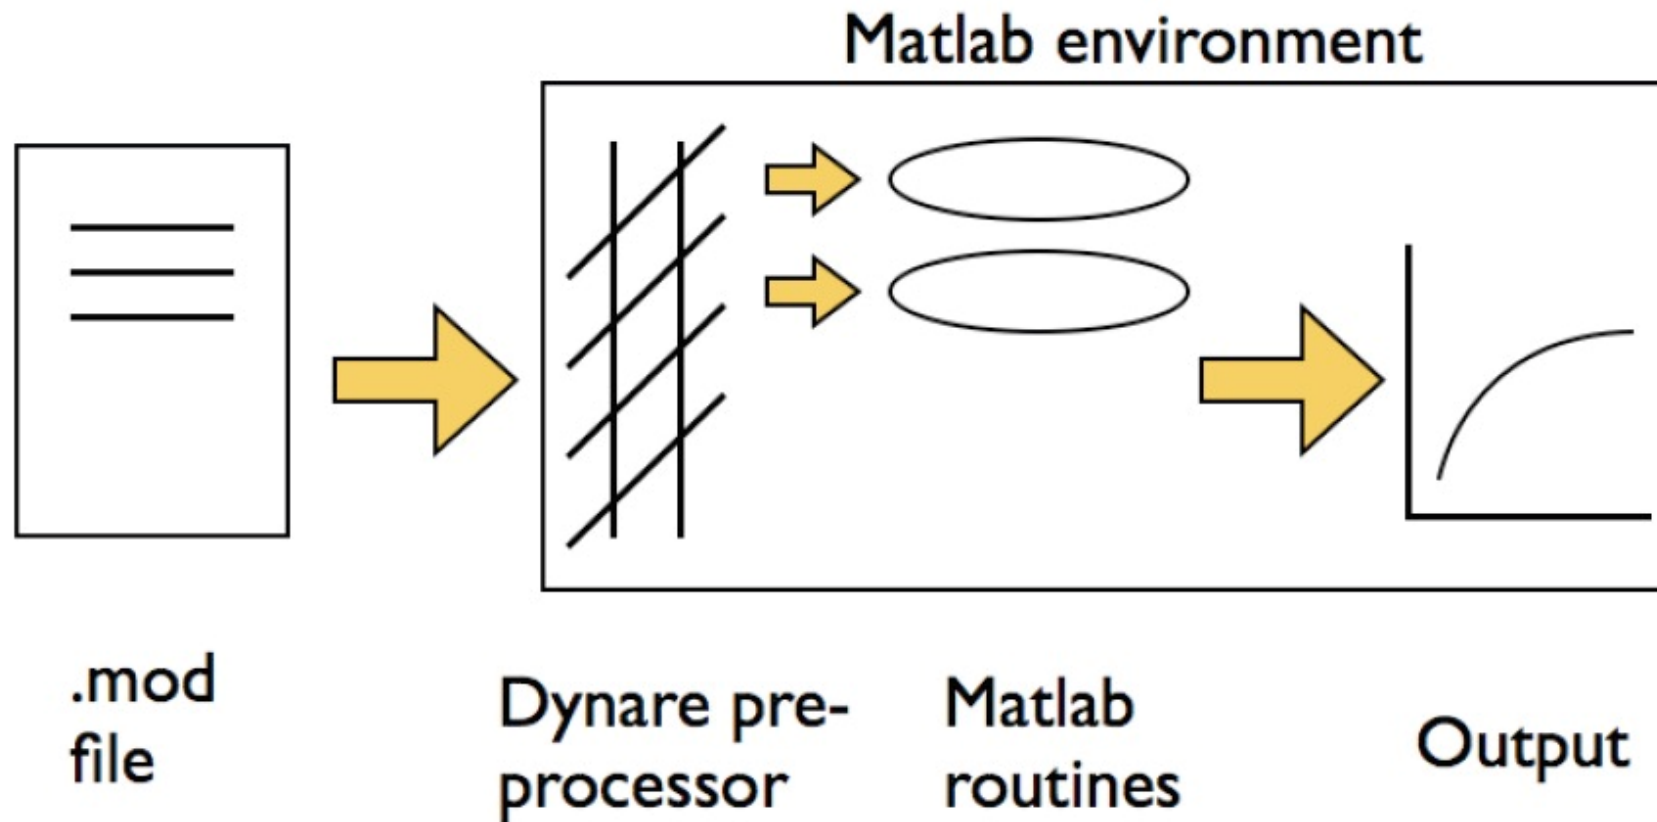 Matlab environment
.mod
file
Dynare pre-
processor
Matlab
routines
Output